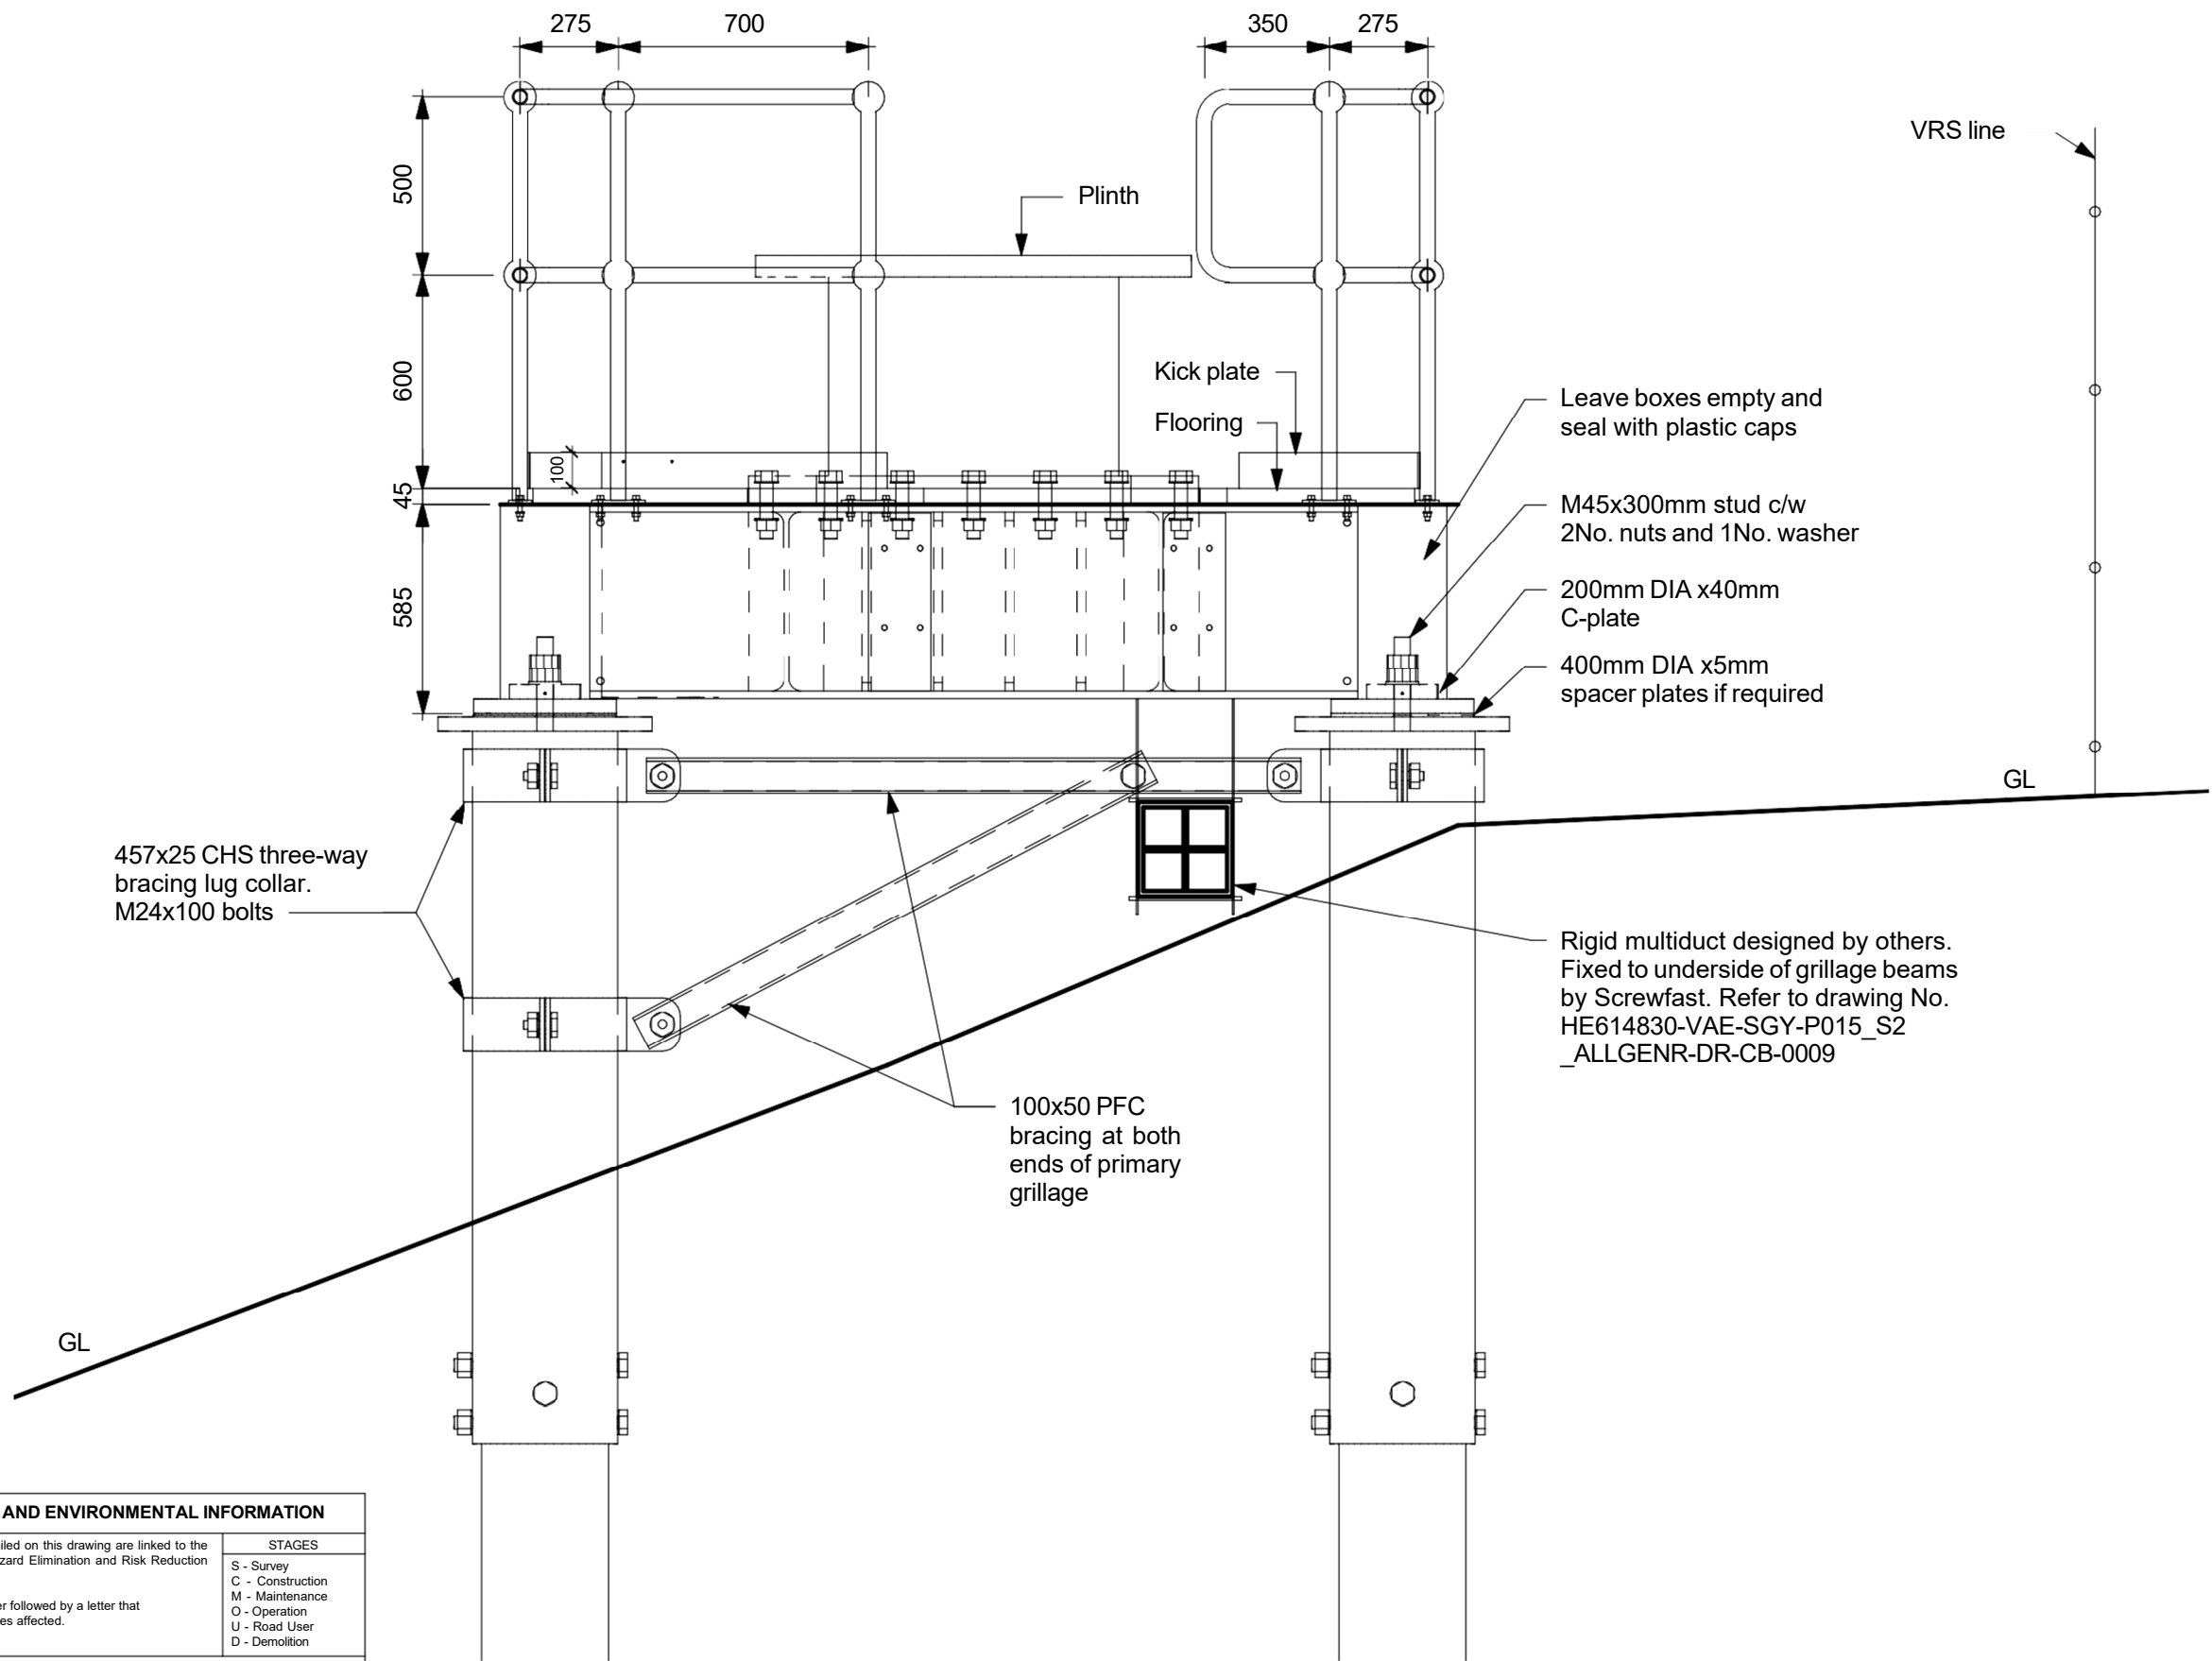 275
700
350
275
VRS line
500
Plinth
600
Kick plate
Flooring
100
45
585
Leave boxes empty and
seal with plastic caps
M45x300mm stud c/w
2No. nuts and 1No. washer
200mm DIA x40mm
C-plate
400mm DIA x5mm
spacer plates if required
GL
457x25 CHS three-way
bracing lug collar.
M24x100 bolts
Rigid multiduct designed by others.
Fixed to underside of grillage beams
by Screwfast. Refer to drawing No.
HE614830-VAE-SGY-P015_S2
_ALLGENR-DR-CB-0009
100x50 PFC
bracing at both
ends of primary
grillage
GL
AND ENVIRONMENTAL INFORMATION
iled on this drawing are linked to the
zard Elimination and Risk Reduction
er followed by a letter that
es affected.
STAGES
S - Survey
C - Construction
M - Maintenance
O - Operation
U - Road User
D - Demolition